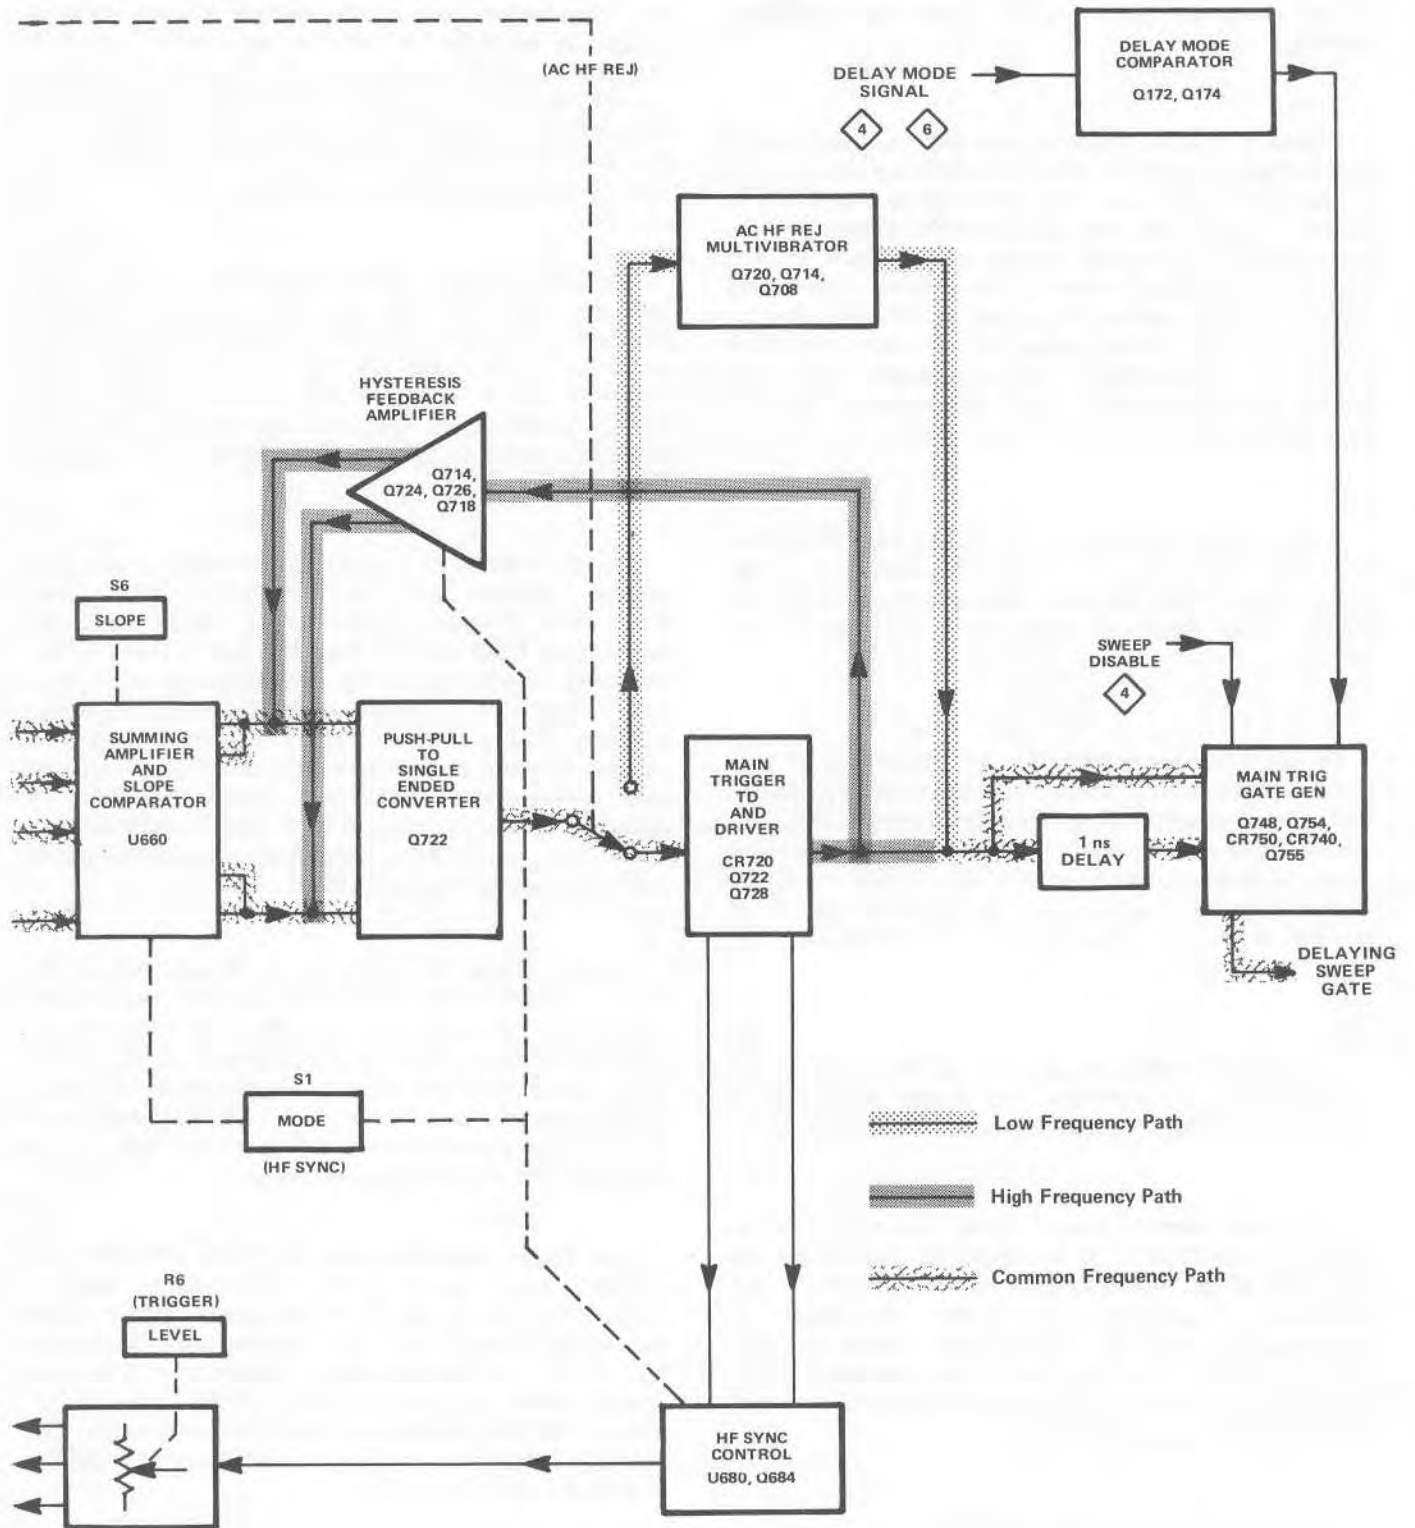 (AC HF REJ)
DELAY MODE
SIGNAL
4
6
DELAY MODE
COMPARATOR
Q172, Q174
AC HF REJ
MULTIVIBRATOR
Q720, Q714,
Q708
HYSTERESIS
FEEDBACK
AMPLIFIER
Q714,
Q724, Q726,
Q718
S6
SLOPE
SUMMING
AMPLIFIER
AND
SLOPE
COMPARATOR
U660
PUSH-PULL
TO
SINGLE
ENDED
CONVERTER
Q722
MAIN
TRIGGER
TD
AND
DRIVER
CR720
Q722
Q728
SWEEP
DISABLE
4
1 ns
DELAY
MAIN TRIG
GATE GEN
Q748, Q754,
CR750, CR740,
Q755
DELAYING
SWEEP
GATE
S1
MODE
(HF SYNC)
Low Frequency Path
High Frequency Path
Common Frequency Path
R6
(TRIGGER)
LEVEL
HF SYNC
CONTROL
U680, Q684